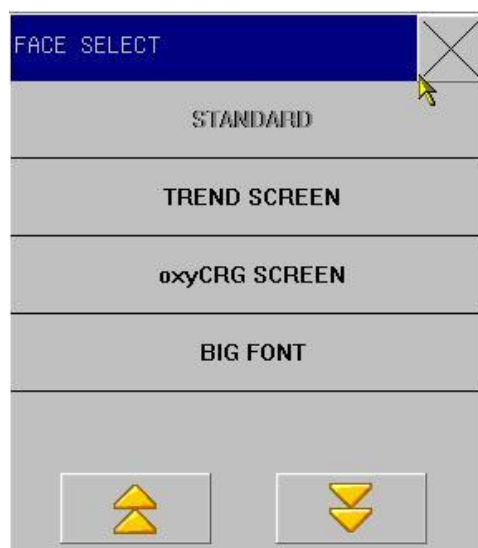 FACE SELECT
STANDARD
TREND SCREEN
oxyCRG SCREEN
BIG FONT